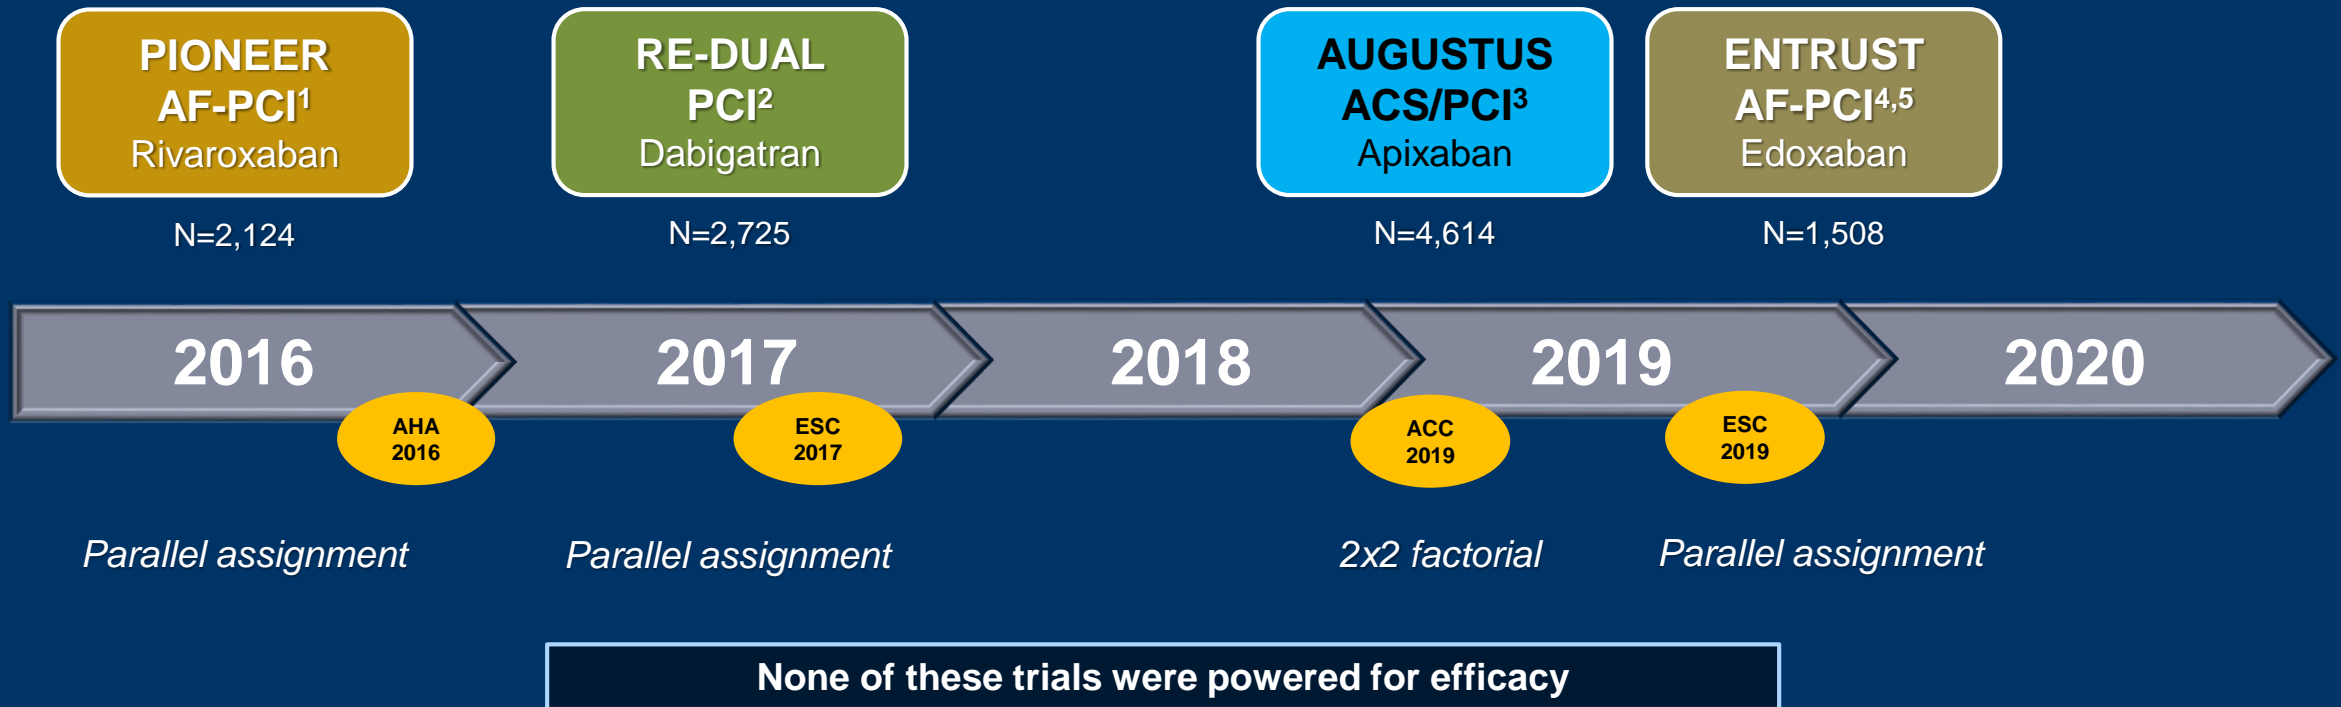 PIONEER
AF-PCI¹
Rivaroxaban
RE-DUAL
PCI²
Dabigatran
AUGUSTUS
ACS/PCI³
Apixaban
ENTRUST
AF-PCI⁴,⁵
Edoxaban
N=2,124
N=2,725
N=4,614
N=1,508
2016
2017
2018
2019
2020
AHA
2016
ESC
2017
ACC
2019
ESC
2019
Parallel assignment
Parallel assignment
2x2 factorial
Parallel assignment
None of these trials were powered for efficacy